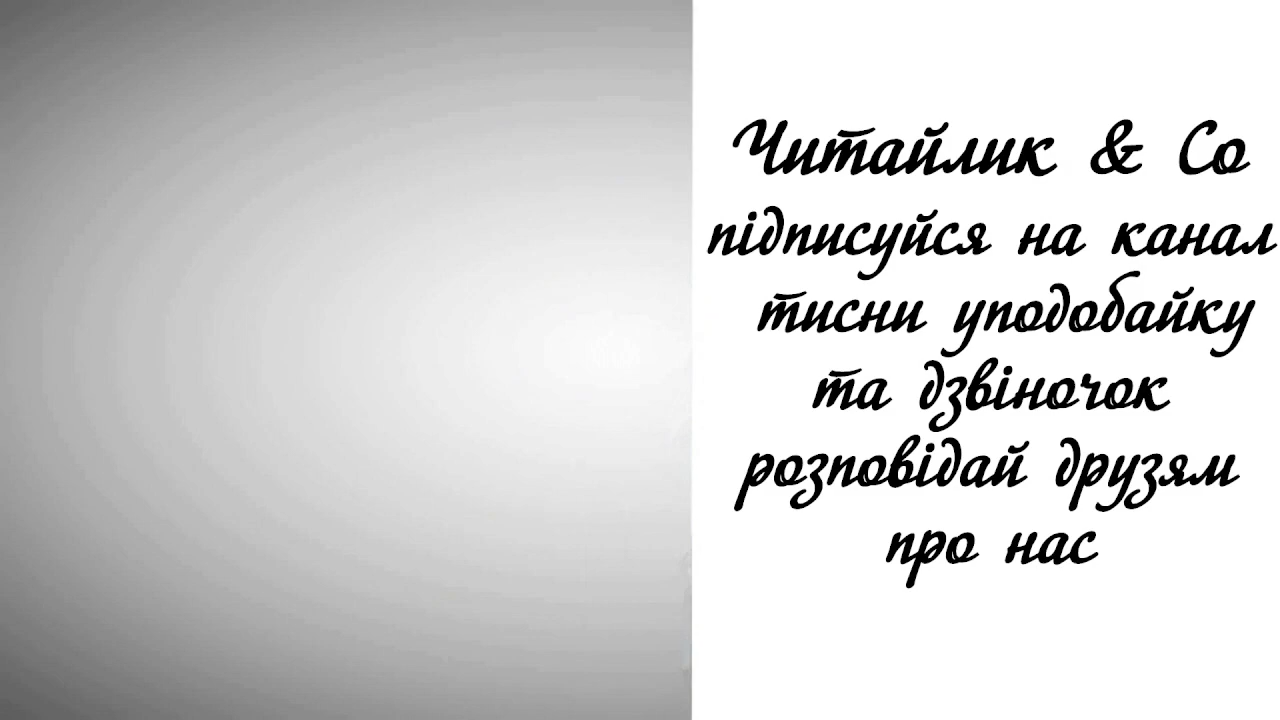 Читайлик & Co
підписуйся на канал
тисни уподобайку
та дзвіночок
розповідай друзям
про нас